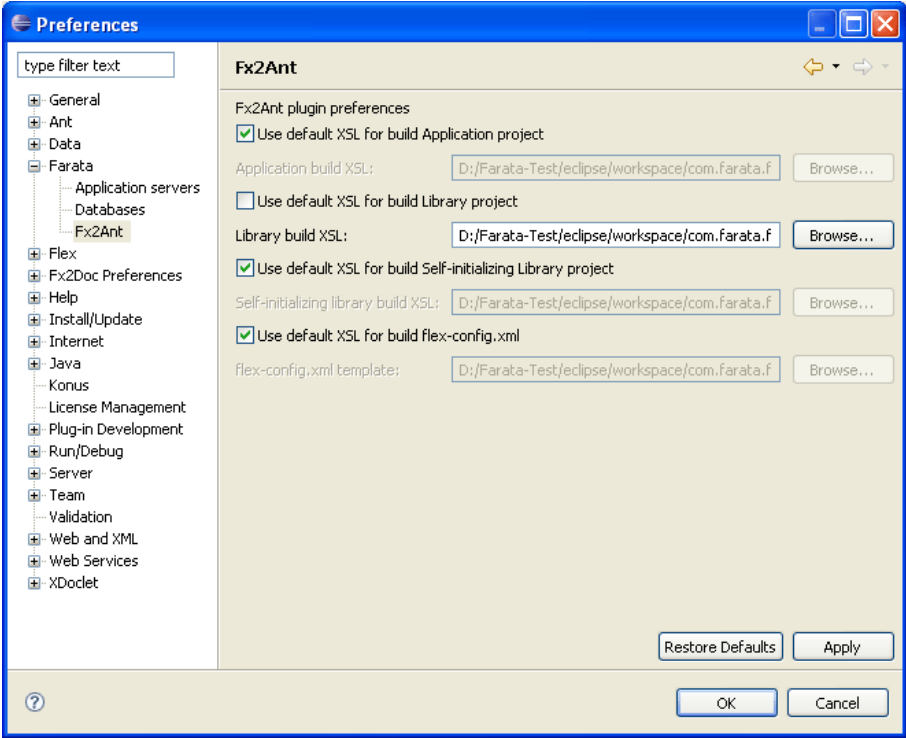 Preferences
type filter text
General
Ant
Data
Farata
Application servers
Databases
Fx2Ant
Flex
Fx2Doc Preferences
Help
Install/Update
Internet
Java
Konus
License Management
Plug-in Development
Run/Debug
Server
Team
Validation
Web and XML
Web Services
XDoclet
Fx2Ant
Fx2Ant plugin preferences
Use default XSL for build Application project
Application build XSL: D:/Farata-Test/eclipse/workspace/com.farata.f Browse...
Use default XSL for build Library project
Library build XSL: D:/Farata-Test/eclipse/workspace/com.farata.f Browse...
Use default XSL for build Self-initializing Library project
Self-initializing library build XSL: D:/Farata-Test/eclipse/workspace/com.farata.f Browse...
Use default XSL for build flex-config.xml
flex-config.xml template: D:/Farata-Test/eclipse/workspace/com.farata.f Browse...
Restore Defaults Apply
? OK Cancel